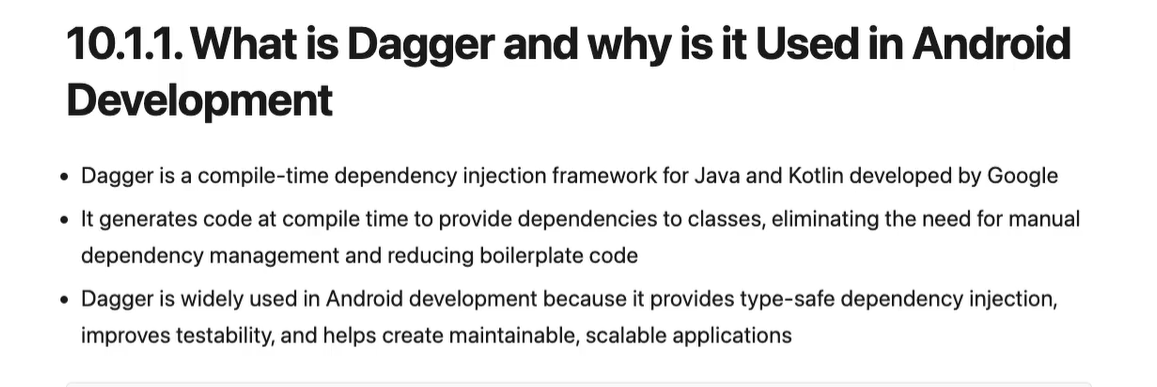 10.1.1. What is Dagger and why is it Used in Android
Development
• Dagger is a compile-time dependency injection framework for Java and Kotlin developed by Google
• It generates code at compile time to provide dependencies to classes, eliminating the need for manual
dependency management and reducing boilerplate code
• Dagger is widely used in Android development because it provides type-safe dependency injection,
improves testability, and helps create maintainable, scalable applications